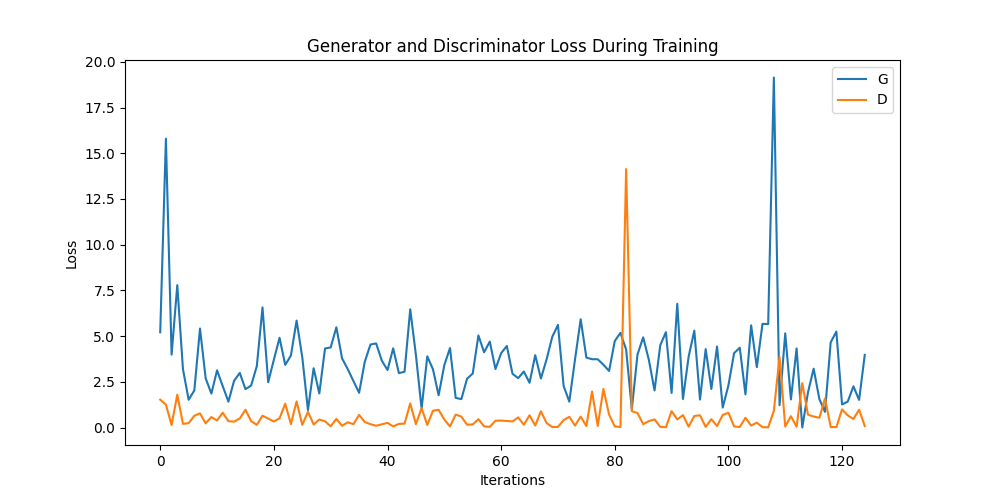 Generator and Discriminator Loss During Training
20.0
17.5
15.0
12.5
10.0
7.5
5.0
2.5
0.0
Loss
G
D
0 20 40 60 80 100 120
Iterations